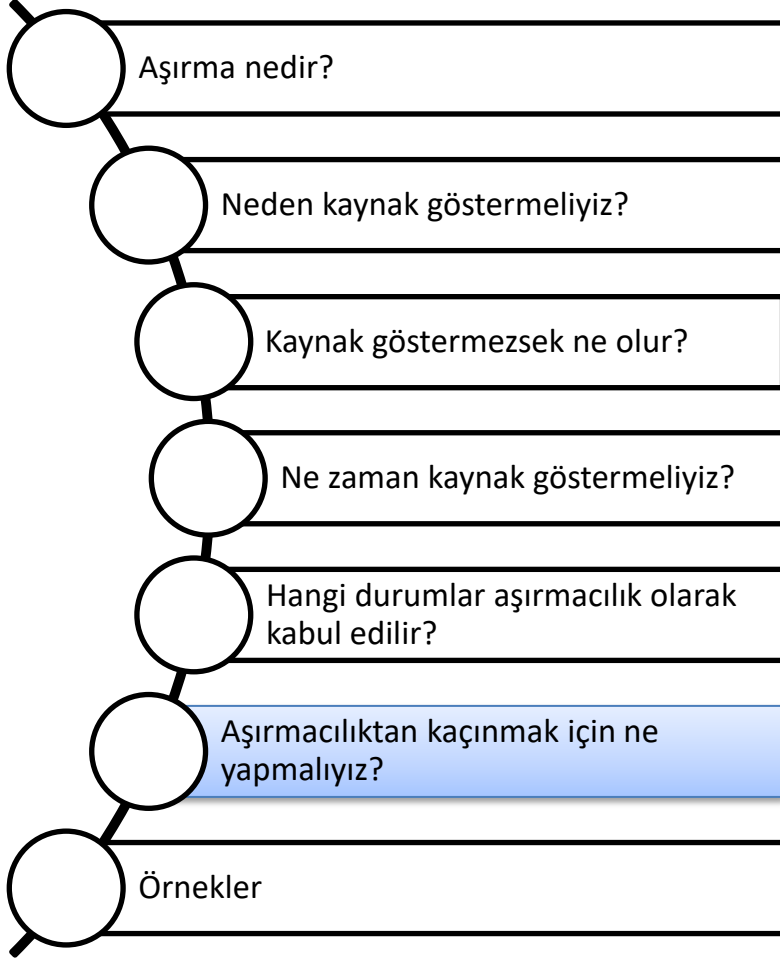 Aşırma nedir?
Neden kaynak göstermeliyiz?
Kaynak göstermezsek ne olur?
Ne zaman kaynak göstermeliyiz?
Hangi durumlar aşırmacılık olarak
kabul edilir?
Aşırmacılıktan kaçınmak için ne
yapmalıyız?
Örnekler